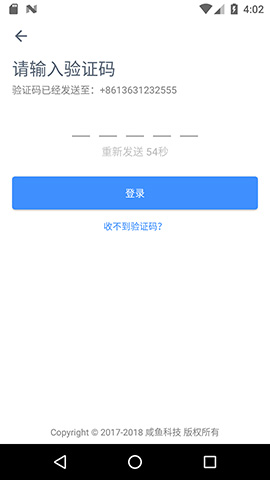 4:02
请输入验证码
验证码已经发送至：+8613631232555
重新发送 54秒
登录
收不到验证码?
Copyright © 2017-2018 咸鱼科技 版权所有